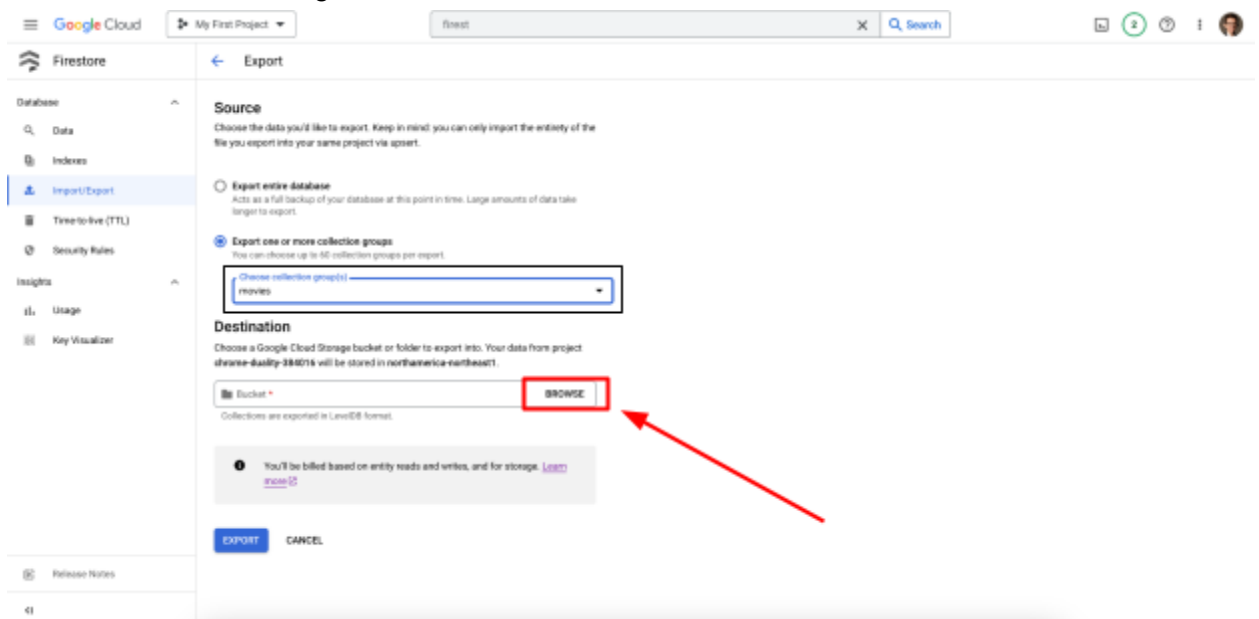 Google Cloud
My First Project
firest
Search
2
Firestore
Export
Database
Data
Indexes
Import/Export
Time-to-live (TTL)
Security Rules
Insights
Usage
Key Visualizer
Release Notes
Source
Choose the data you'd like to export. Keep in mind: you can only import the entirety of the
file you export into your same project via upsert.
Export entire database
Acts as a full backup of your database at this point in time. Large amounts of data take
longer to export.
Export one or more collection groups
You can choose up to 60 collection groups per export.
Choose collection group(s)
movies
Destination
Choose a Google Cloud Storage bucket or folder to export into. Your data from project
chrome-duality-384016 will be stored in northamerica-northeast1.
Bucket *
BROWSE
Collections are exported in LevelDB format.
You'll be billed based on entity reads and writes, and for storage. Learn
more
EXPORT
CANCEL